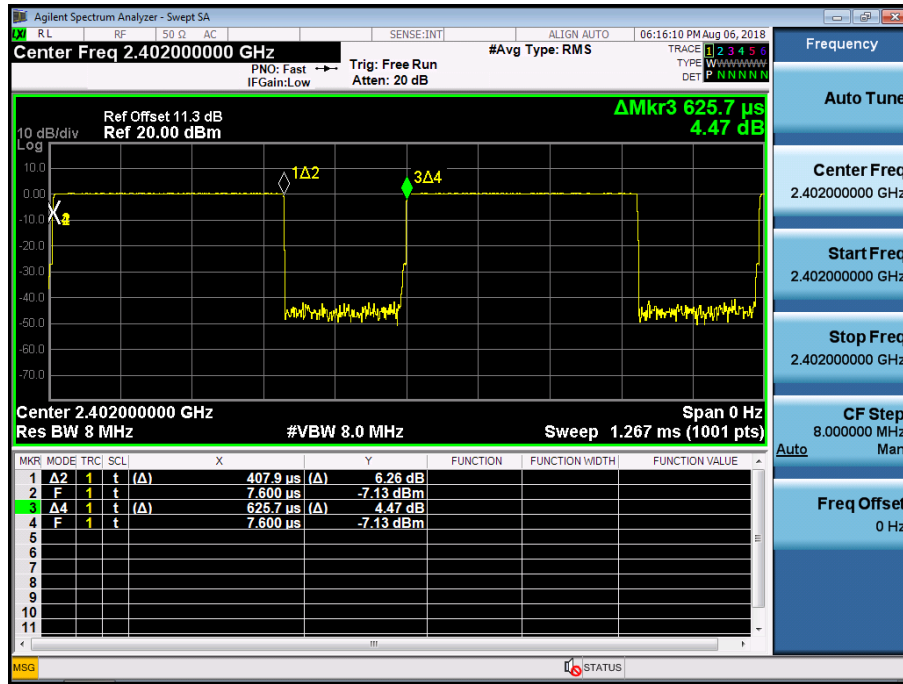 Agilent Spectrum Analyzer - Swept SA
LXI RL RF 50 Ω AC SENSE:INT ALIGN AUTO 06:16:10 PM Aug 06, 2018
Center Freq 2.402000000 GHz
#Avg Type: RMS
TRACE 1 2 3 4 5 6
PNO: Fast
Trig: Free Run
TYPE WWWWWW
IFGain:Low
Atten: 20 dB
DET P N N N N N
Frequency
Auto Tune
Center Freq
2.402000000 GHz
Start Freq
2.402000000 GHz
Stop Freq
2.402000000 GHz
CF Step
8.000000 MHz
Auto Man
Freq Offset
0 Hz
ΔMkr3 625.7 µs
4.47 dB
Ref Offset 11.3 dB
10 dB/div Ref 20.00 dBm
Log
10.0
0.00
-10.0
-20.0
-30.0
-40.0
-50.0
-60.0
-70.0
1Δ2
3Δ4
Center 2.402000000 GHz Span 0 Hz
Res BW 8 MHz #VBW 8.0 MHz Sweep 1.267 ms (1001 pts)
MKR MODE TRC SCL X Y FUNCTION FUNCTION WIDTH FUNCTION VALUE
1 Δ2 1 t (Δ) 407.9 µs (Δ) 6.26 dB
2 F 1 t 7.600 µs -7.13 dBm
3 Δ4 1 t (Δ) 625.7 µs (Δ) 4.47 dB
4 F 1 t 7.600 µs -7.13 dBm
5
6
7
8
9
10
11
MSG STATUS